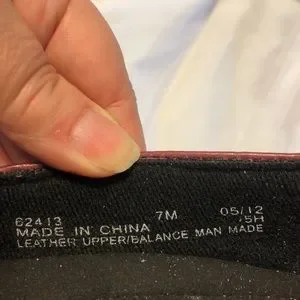 62413 7M 05/12
MADE IN CHINA 5H
LEATHER UPPER/BALANCE MAN MADE